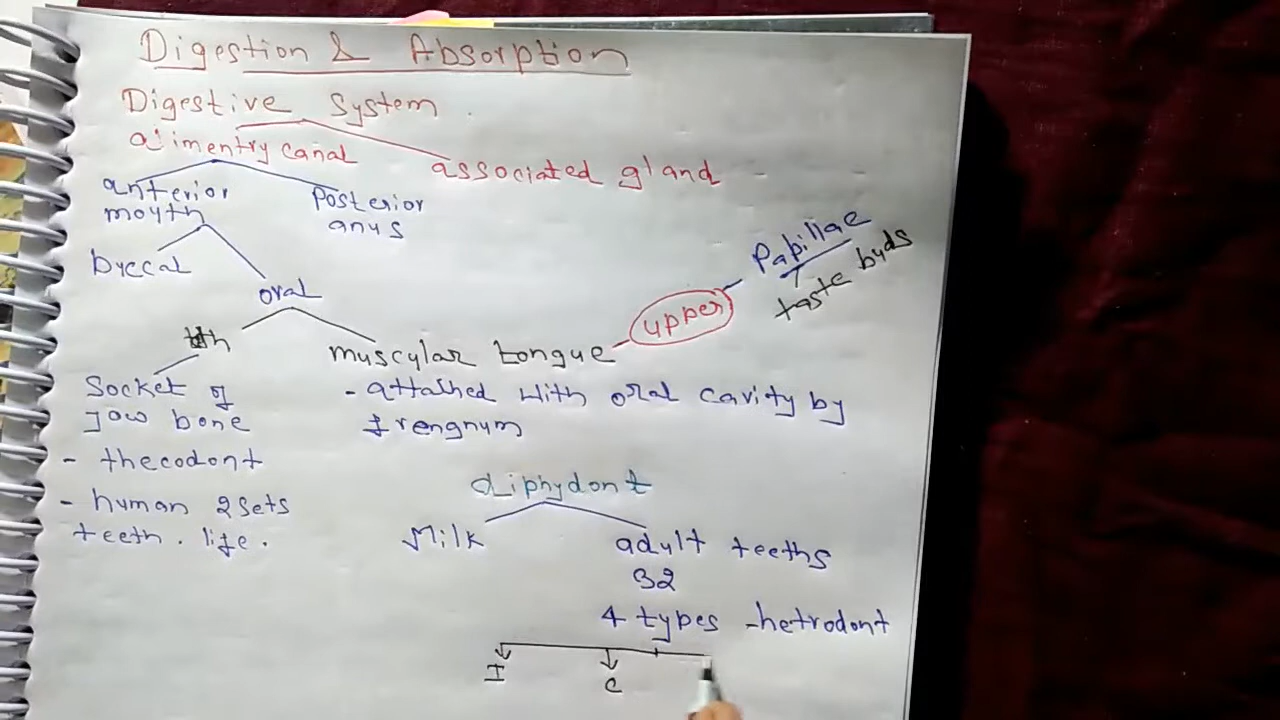 Digestion & Absorption
Digestive System
alimentry canal
associated gland
anterior
mouth
Posterior
anus
buccal
oral
Papillae
taste buds
upper
muscular tongue
- attached with oral cavity by
frengnum
Socket of
jaw bone
- thecodont
- human 2 sets
teeth. life.
diphydont
Milk
adult teeths
32
4 types - hetrodont
I
C